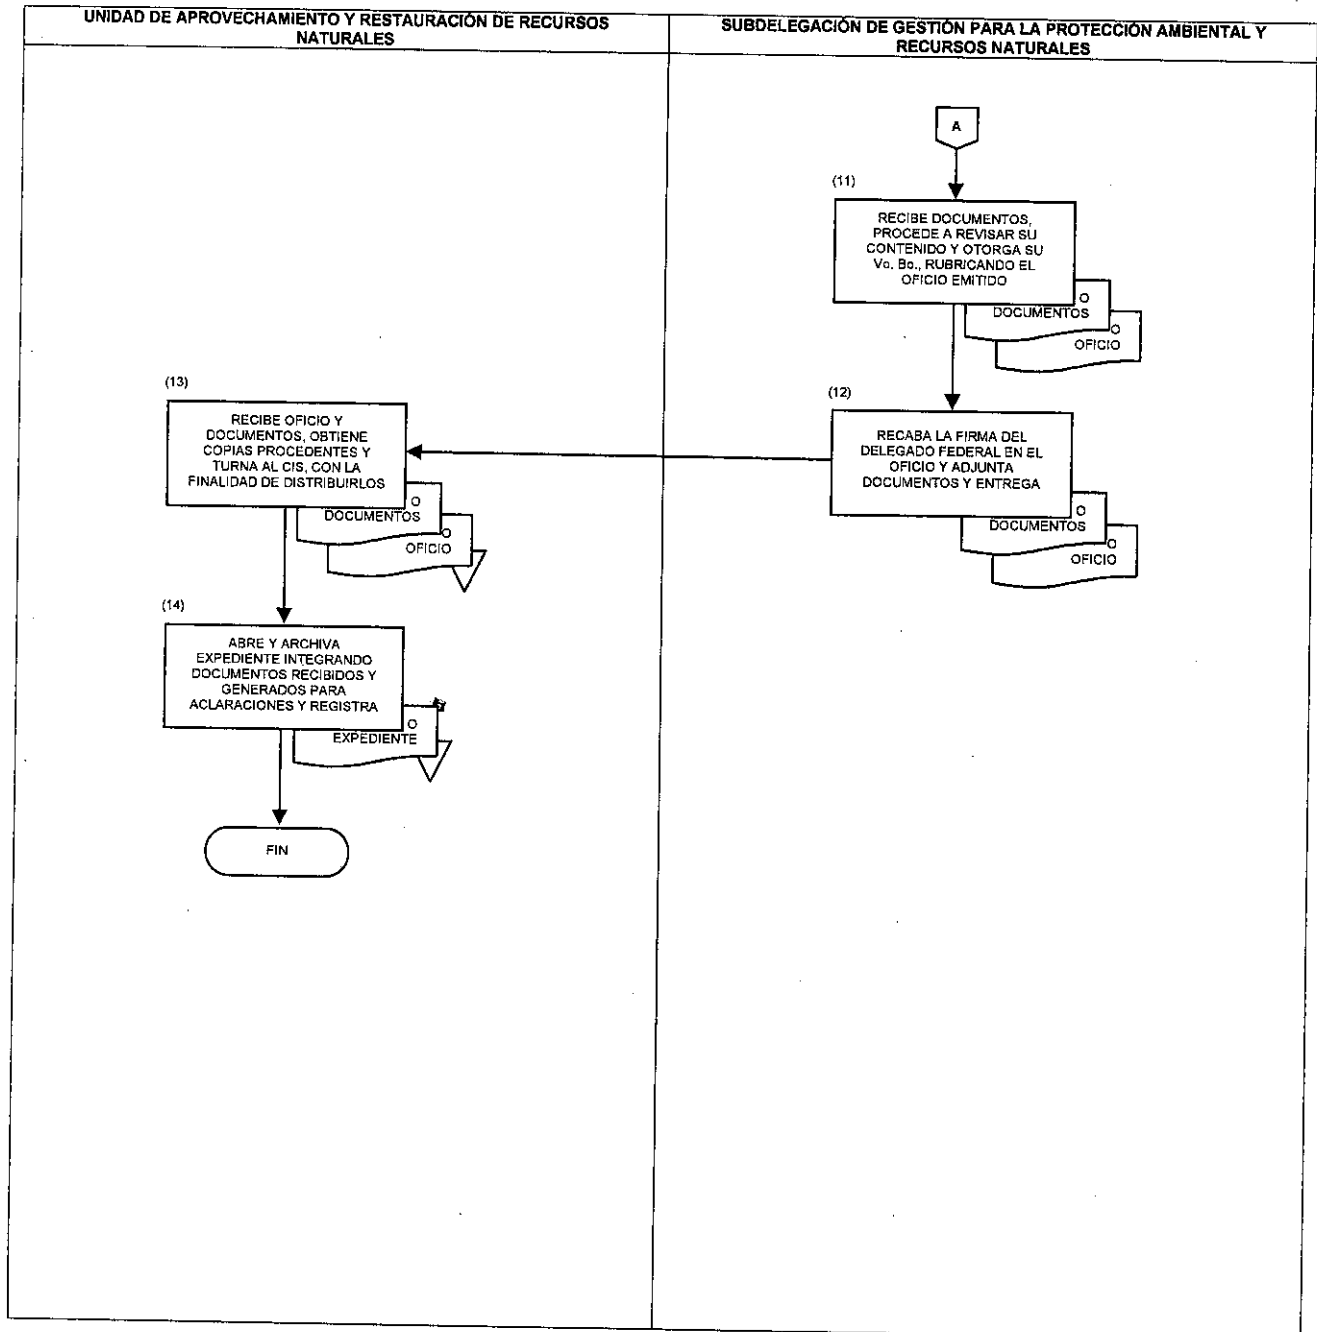 UNIDAD DE APROVECHAMIENTO Y RESTAURACIÓN DE RECURSOS
NATURALES
SUBDELEGACIÓN DE GESTIÓN PARA LA PROTECCIÓN AMBIENTAL Y
RECURSOS NATURALES
A
(11)
RECIBE DOCUMENTOS,
PROCEDE A REVISAR SU
CONTENIDO Y OTORGA SU
Vo. Bo., RUBRICANDO EL
OFICIO EMITIDO
O
DOCUMENTOS
O
OFICIO
(12)
RECABA LA FIRMA DEL
DELEGADO FEDERAL EN EL
OFICIO Y ADJUNTA
DOCUMENTOS Y ENTREGA
O
DOCUMENTOS
O
OFICIO
(13)
RECIBE OFICIO Y
DOCUMENTOS, OBTIENE
COPIAS PROCEDENTES Y
TURNA AL CIS, CON LA
FINALIDAD DE DISTRIBUIRLOS
O
DOCUMENTOS
O
OFICIO
(14)
ABRE Y ARCHIVA
EXPEDIENTE INTEGRANDO
DOCUMENTOS RECIBIDOS Y
GENERADOS PARA
ACLARACIONES Y REGISTRA
O
EXPEDIENTE
FIN